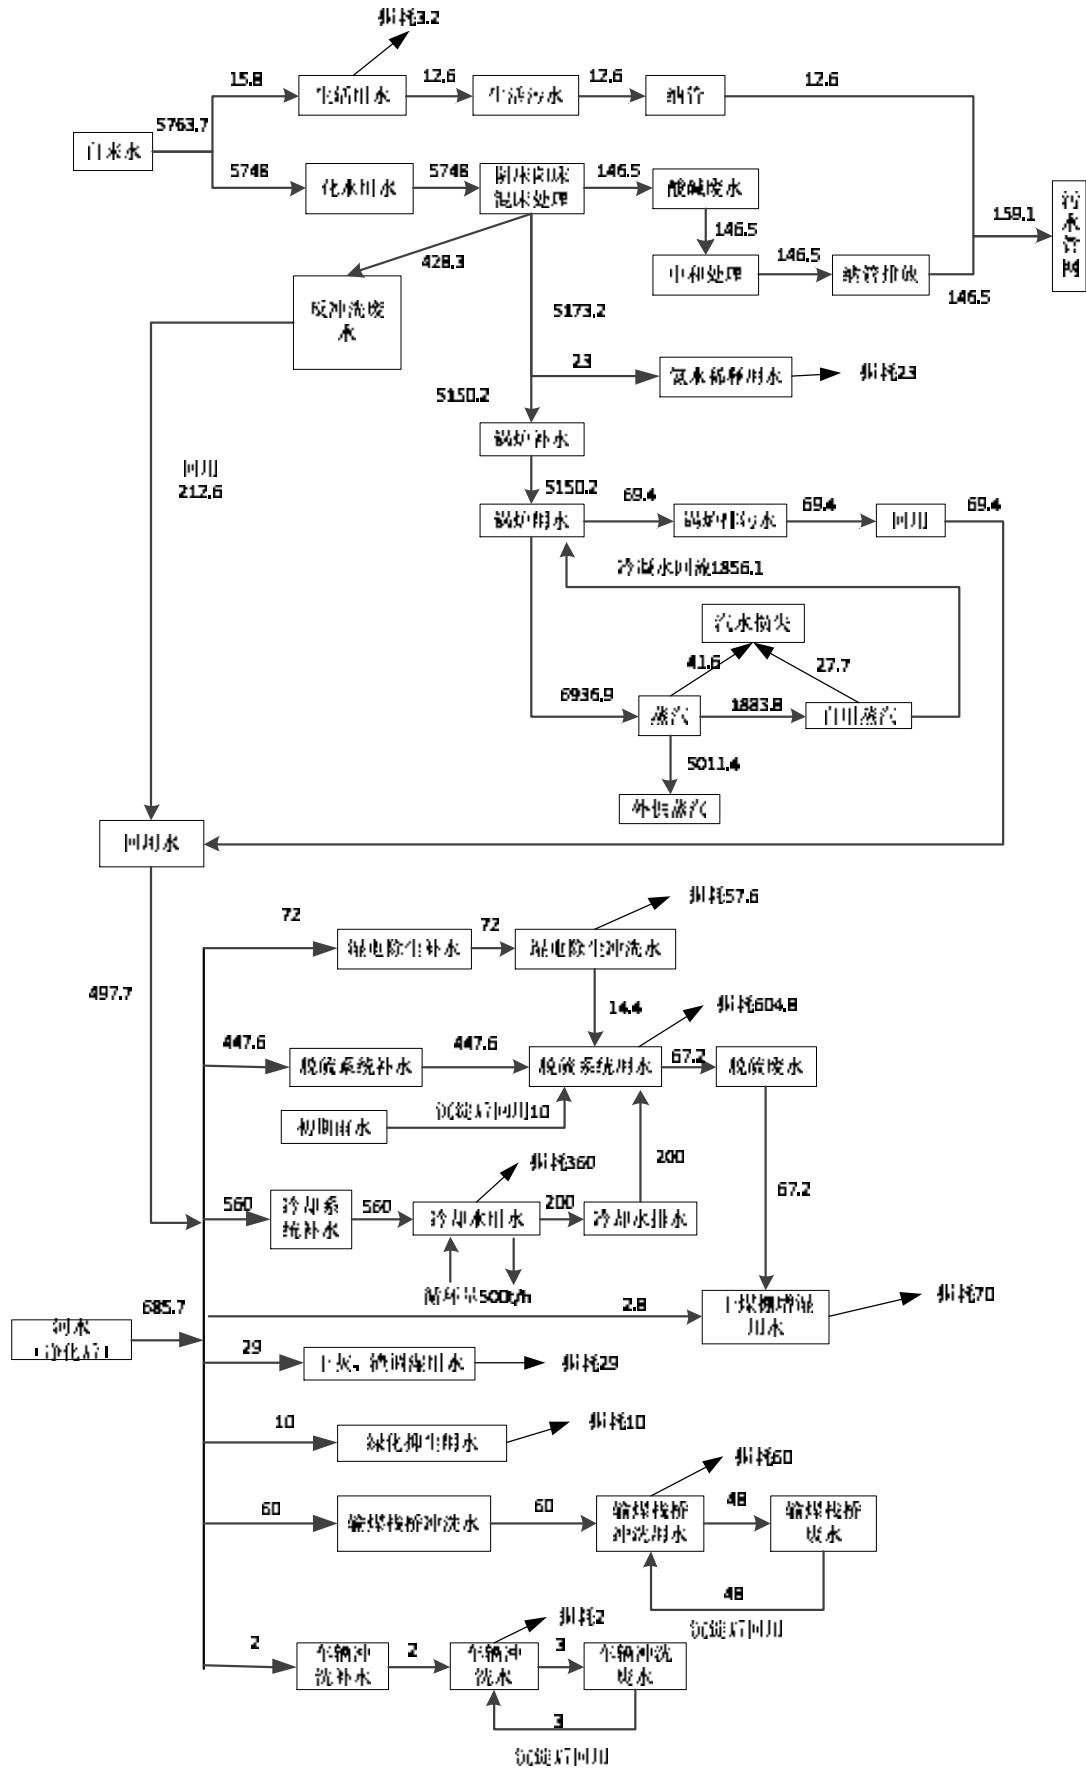 损耗3.2
15.8
生活用水
12.6
生活污水
12.6
纳管
12.6
5763.7
自来水
5748
化水用水
5748
阴床阳床
混床处理
146.5
酸碱废水
146.5
中和处理
146.5
纳管排放
146.5
159.1
污水管网
428.3
反冲洗废
水
5173.2
23
氨水稀释用水
损耗23
5150.2
锅炉补水
回用
212.6
5150.2
锅炉用水
69.4
锅炉排污水
69.4
回用
69.4
冷凝水回流1856.1
汽水损失
41.6
27.7
6936.9
蒸汽
1883.8
自用蒸汽
5011.4
外供蒸汽
回用水
497.7
72
湿电除尘补水
72
湿电除尘冲洗水
损耗57.6
14.4
447.6
脱硫系统补水
447.6
脱硫系统用水
损耗604.8
67.2
脱硫废水
初期雨水
沉淀后回用10
200
67.2
560
冷却系
统补水
560
冷却水用水
损耗360
200
冷却水排水
循环量500t/h
2.8
干煤棚增湿
用水
损耗70
685.7
河水
(净化后)
29
干灰、渣调湿用水
损耗29
10
绿化抑尘用水
损耗10
60
输煤栈桥冲洗水
60
输煤栈桥
冲洗用水
损耗60
48
输煤栈桥
废水
48
沉淀后回用
2
车辆冲
洗补水
2
车辆冲
洗水
损耗2
3
车辆冲洗
废水
3
沉淀后回用